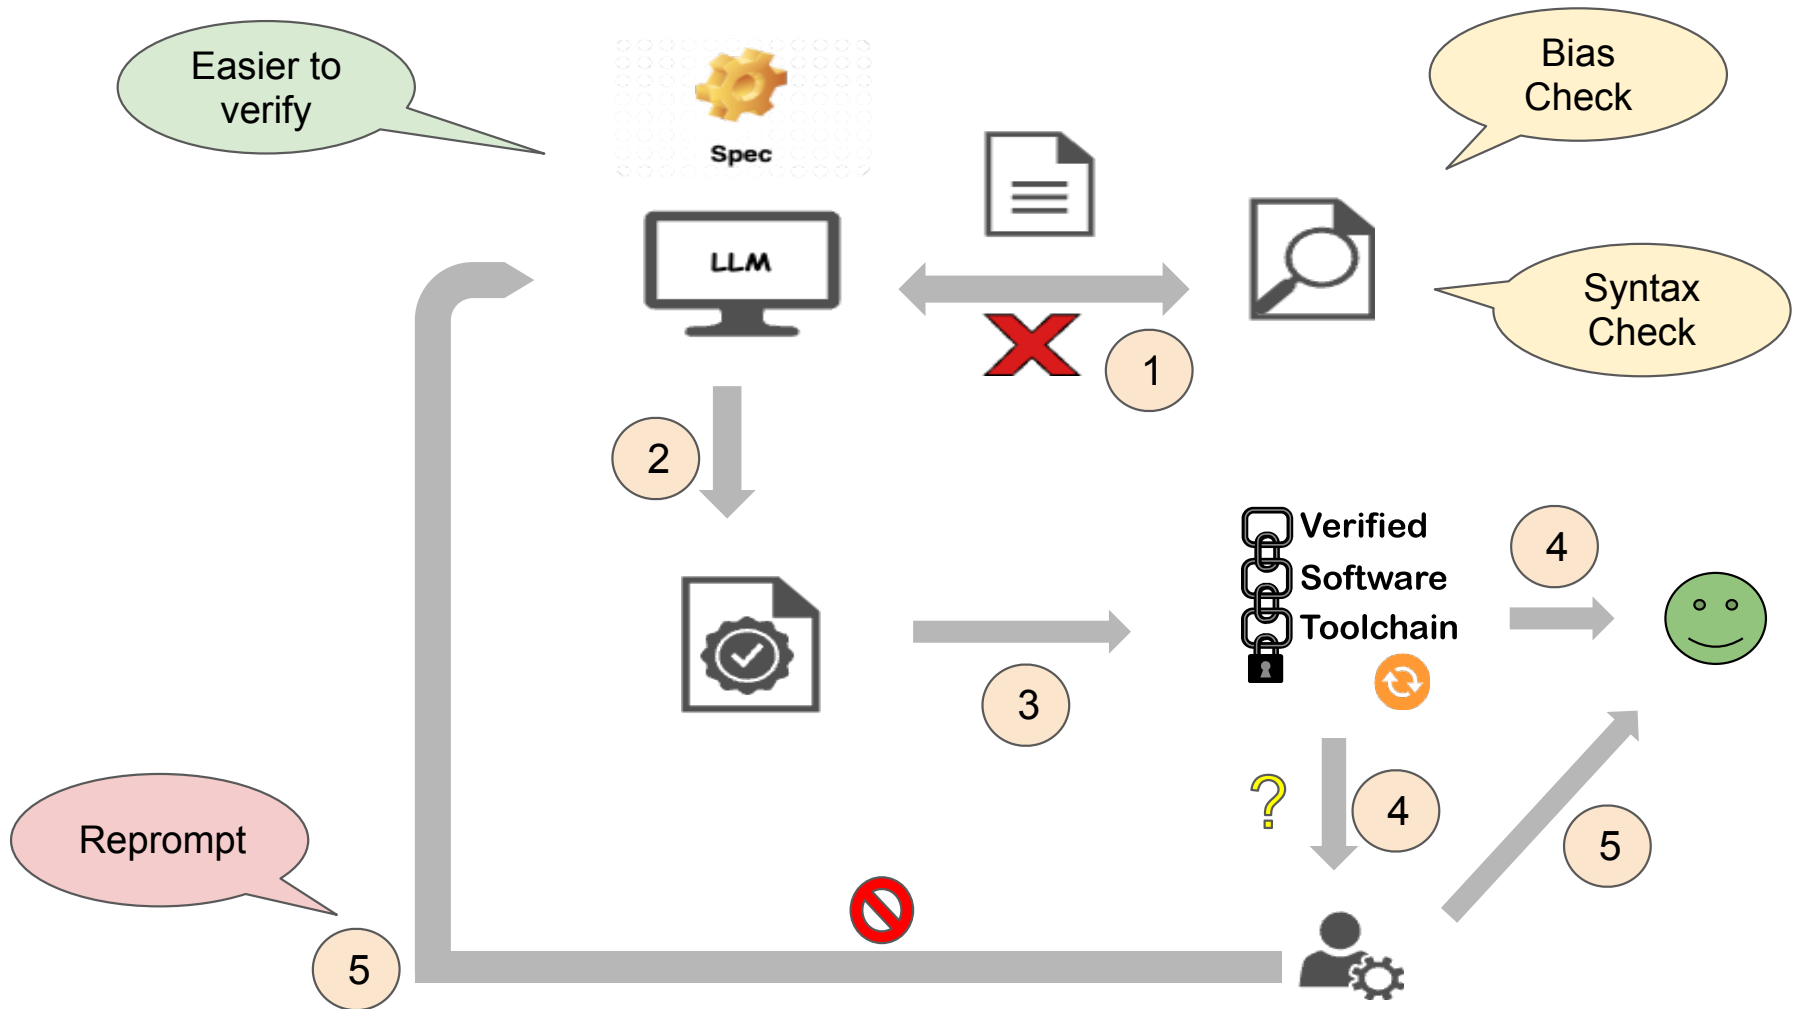 Easier to
verify
Spec
Bias
Check
LLM
Syntax
Check
1
2
Verified
Software
Toolchain
4
3
?
4
5
Reprompt
5